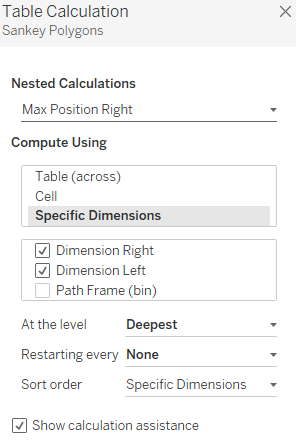 Table Calculation
Sankey Polygons
Nested Calculations
Max Position Right
Compute Using
Table (across)
Cell
Specific Dimensions
Dimension Right
Dimension Left
Path Frame (bin)
At the level Deepest
Restarting every None
Sort order Specific Dimensions
Show calculation assistance